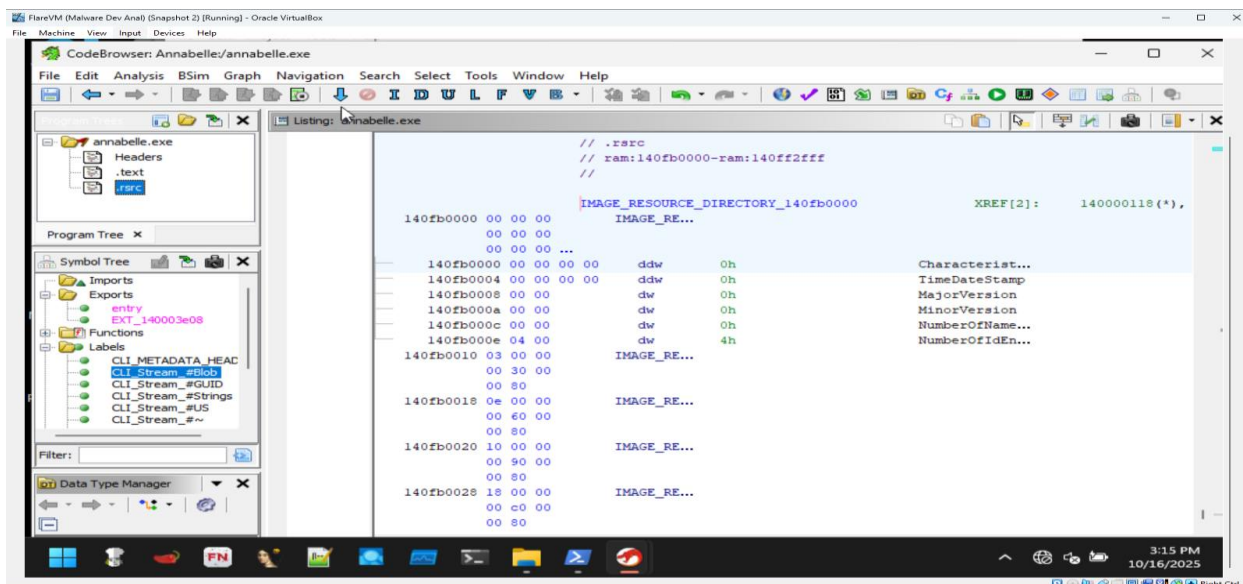 FlareVM (Malware Dev Anal) (Snapshot 2) [Running] - Oracle VirtualBox
File Machine View Input Devices Help
CodeBrowser: Annabelle:/annabelle.exe
File Edit Analysis BSim Graph Navigation Search Select Tools Window Help
I D U L F V B
Program Trees
Listing: annabelle.exe
annabelle.exe
Headers
.text
.rsrc
Program Tree
Symbol Tree
Imports
Exports
entry
EXT_140003e08
Functions
Labels
CLI_METADATA_HEAD
CLI_Stream_#Blob
CLI_Stream_#GUID
CLI_Stream_#Strings
CLI_Stream_#US
CLI_Stream_#~
Filter:
Data Type Manager
// .rsrc
// ram:140fb0000-ram:140ff2fff
//
IMAGE_RESOURCE_DIRECTORY_140fb0000 XREF[2]: 140000118(*),
140fb0000 00 00 00 IMAGE_RE...
00 00 00
00 00 00 ...
140fb0000 00 00 00 00 ddw 0h Characterist...
140fb0004 00 00 00 00 ddw 0h TimeDateStamp
140fb0008 00 00 dw 0h MajorVersion
140fb000a 00 00 dw 0h MinorVersion
140fb000c 00 00 dw 0h NumberOfName...
140fb000e 04 00 dw 4h NumberOfIdEn...
140fb0010 03 00 00 IMAGE_RE...
00 30 00
00 80
140fb0018 0e 00 00 IMAGE_RE...
00 60 00
00 80
140fb0020 10 00 00 IMAGE_RE...
00 90 00
00 80
140fb0028 18 00 00 IMAGE_RE...
00 c0 00
00 80
FN
3:15 PM
10/16/2025
Right Ctrl